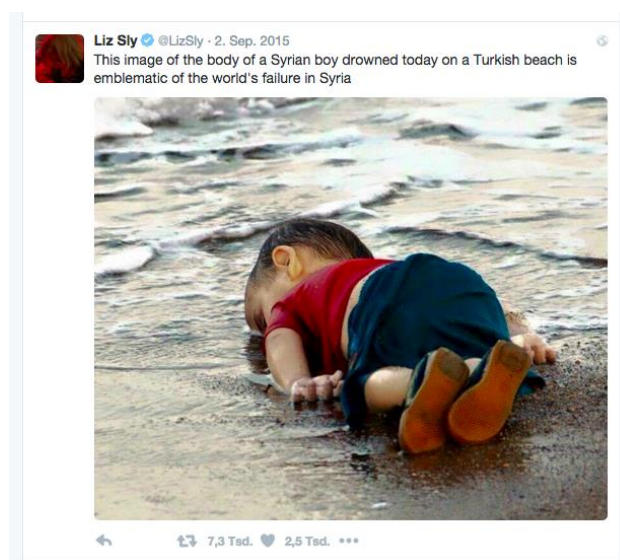 Liz Sly @LizSly · 2. Sep. 2015
This image of the body of a Syrian boy drowned today on a Turkish beach is
emblematic of the world's failure in Syria
7,3 Tsd. 2,5 Tsd.